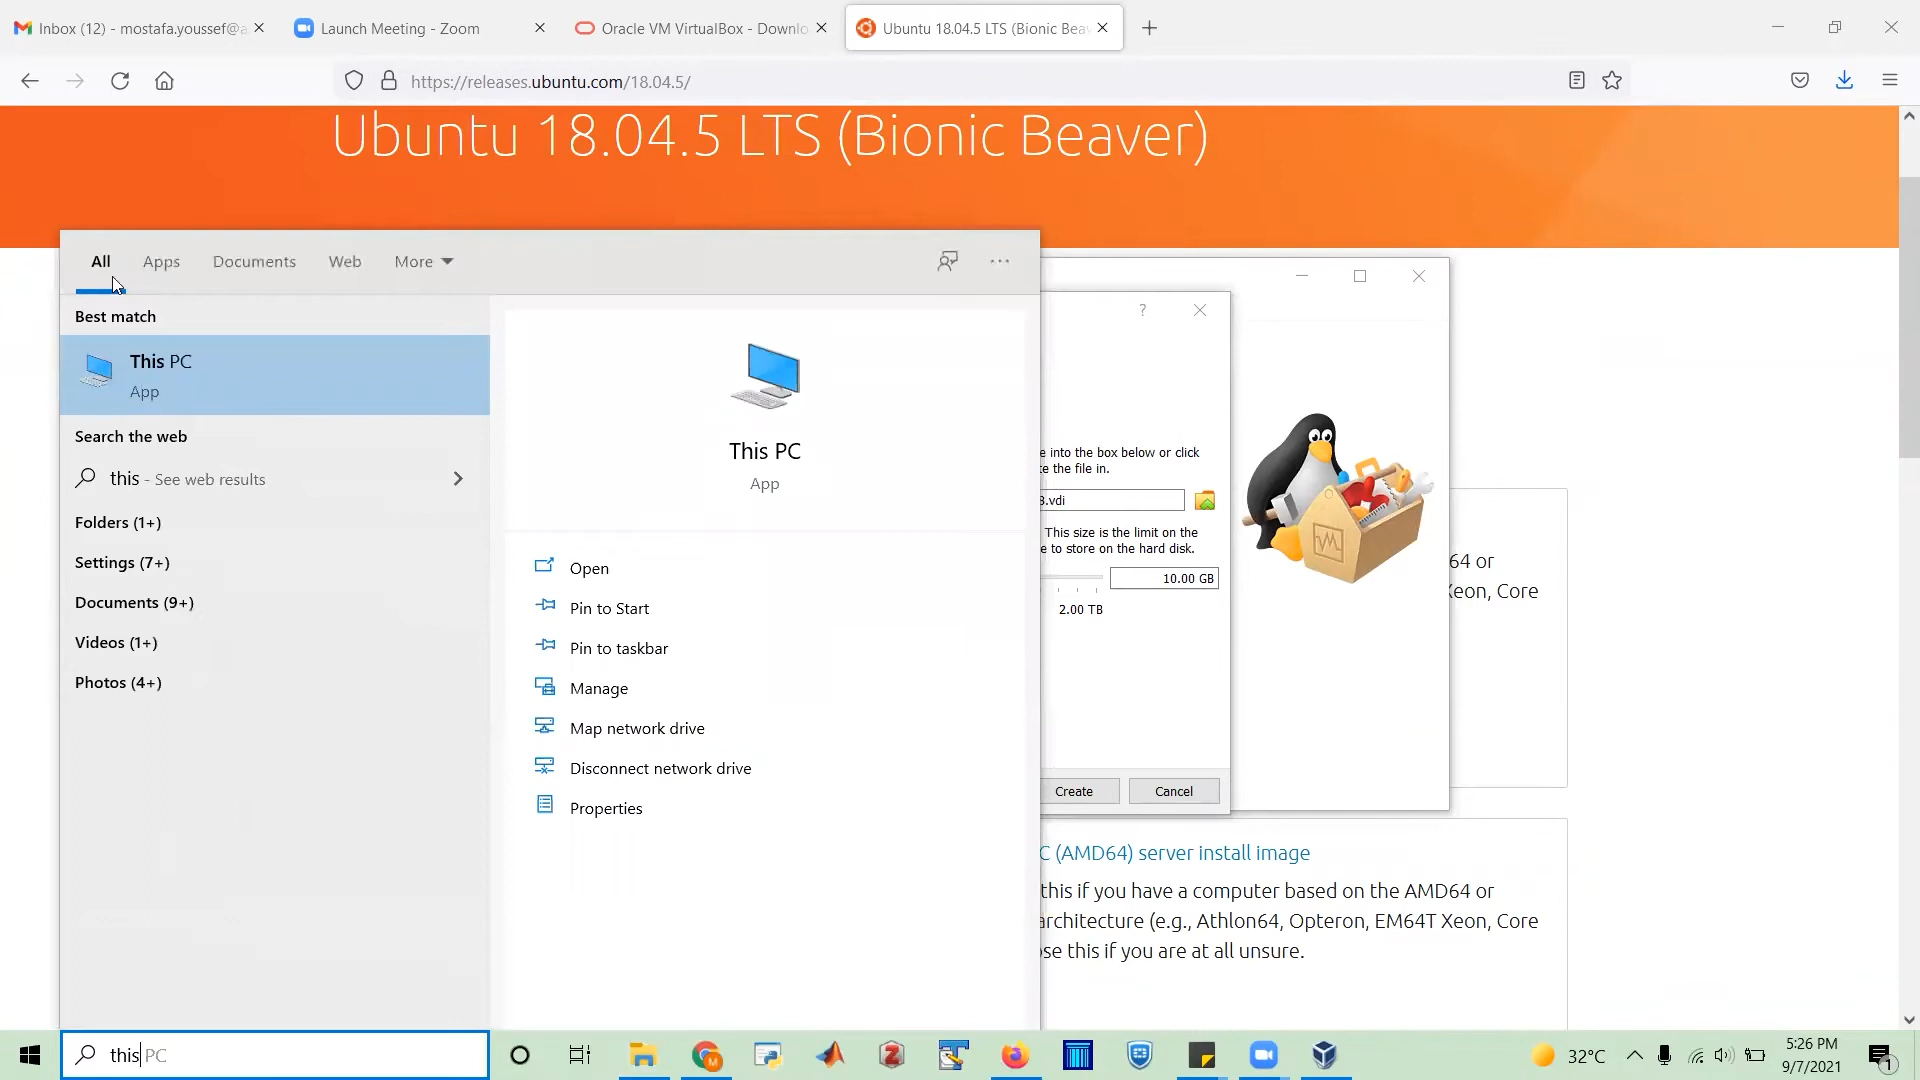 Inbox (12) - mostafa.youssef@a
Launch Meeting - Zoom
Oracle VM VirtualBox - Downlo
Ubuntu 18.04.5 LTS (Bionic Bea
https://releases.ubuntu.com/18.04.5/
Ubuntu 18.04.5 LTS (Bionic Beaver)
All
Apps
Documents
Web
More
Best match
This PC
App
Search the web
this - See web results
Folders (1+)
Settings (7+)
Documents (9+)
Videos (1+)
Photos (4+)
This PC
App
Open
Pin to Start
Pin to taskbar
Manage
Map network drive
Disconnect network drive
Properties
?
e into the box below or click
te the file in.
.vdi
This size is the limit on the
e to store on the hard disk.
10.00 GB
2.00 TB
Create
Cancel
64 or
Xeon, Core
C (AMD64) server install image
this if you have a computer based on the AMD64 or
architecture (e.g., Athlon64, Opteron, EM64T Xeon, Core
ose this if you are at all unsure.
this PC
32°C
5:26 PM
9/7/2021
1